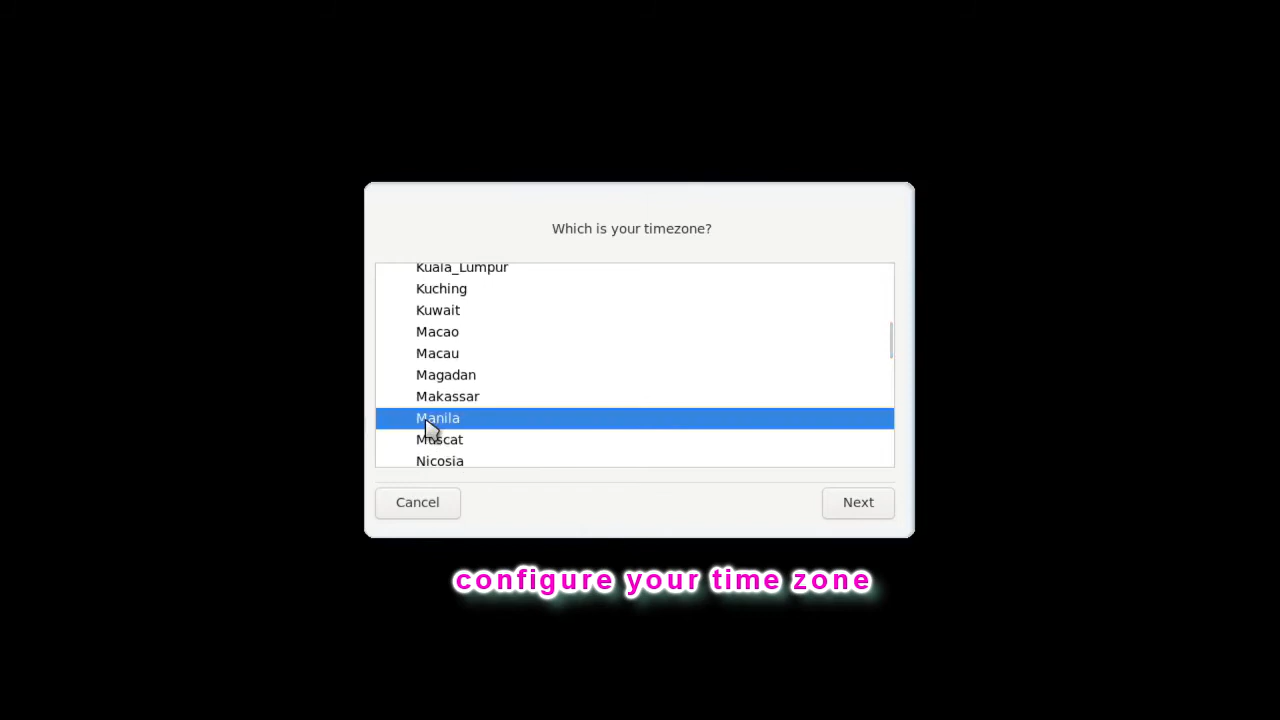 Which is your timezone?
Kuala_Lumpur
Kuching
Kuwait
Macao
Macau
Magadan
Makassar
Manila
Muscat
Nicosia
Cancel
Next
configure your time zone